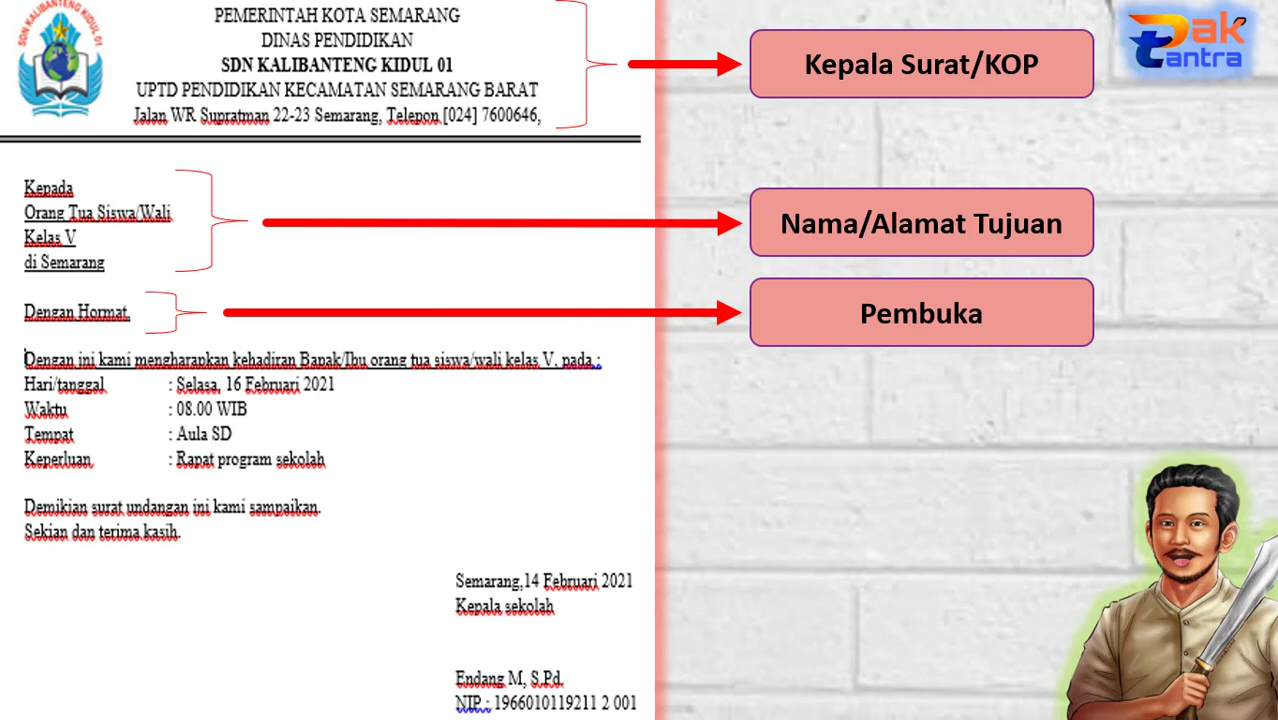 SDN KALIBANTENG KIDUL 01
PEMERINTAH KOTA SEMARANG
DINAS PENDIDIKAN
SDN KALIBANTENG KIDUL 01
UPTD PENDIDIKAN KECAMATAN SEMARANG BARAT
Jalan WR Supratman 22-23 Semarang, Telepon [024] 7600646,
Kepala Surat/KOP
Pak
Tantra
Kepada
Orang Tua Siswa/Wali
Kelas V
di Semarang
Nama/Alamat Tujuan
Dengan Hormat,
Pembuka
Dengan ini kami mengharapkan kehadiran Bapak/Ibu orang tua siswa/wali kelas V, pada :
Hari/tanggal : Selasa, 16 Februari 2021
Waktu : 08.00 WIB
Tempat : Aula SD
Keperluan : Rapat program sekolah
Demikian surat undangan ini kami sampaikan.
Sekian dan terima kasih.
Semarang,14 Februari 2021
Kepala sekolah
Endang M, S.Pd.
NIP : 1966010119211 2 001